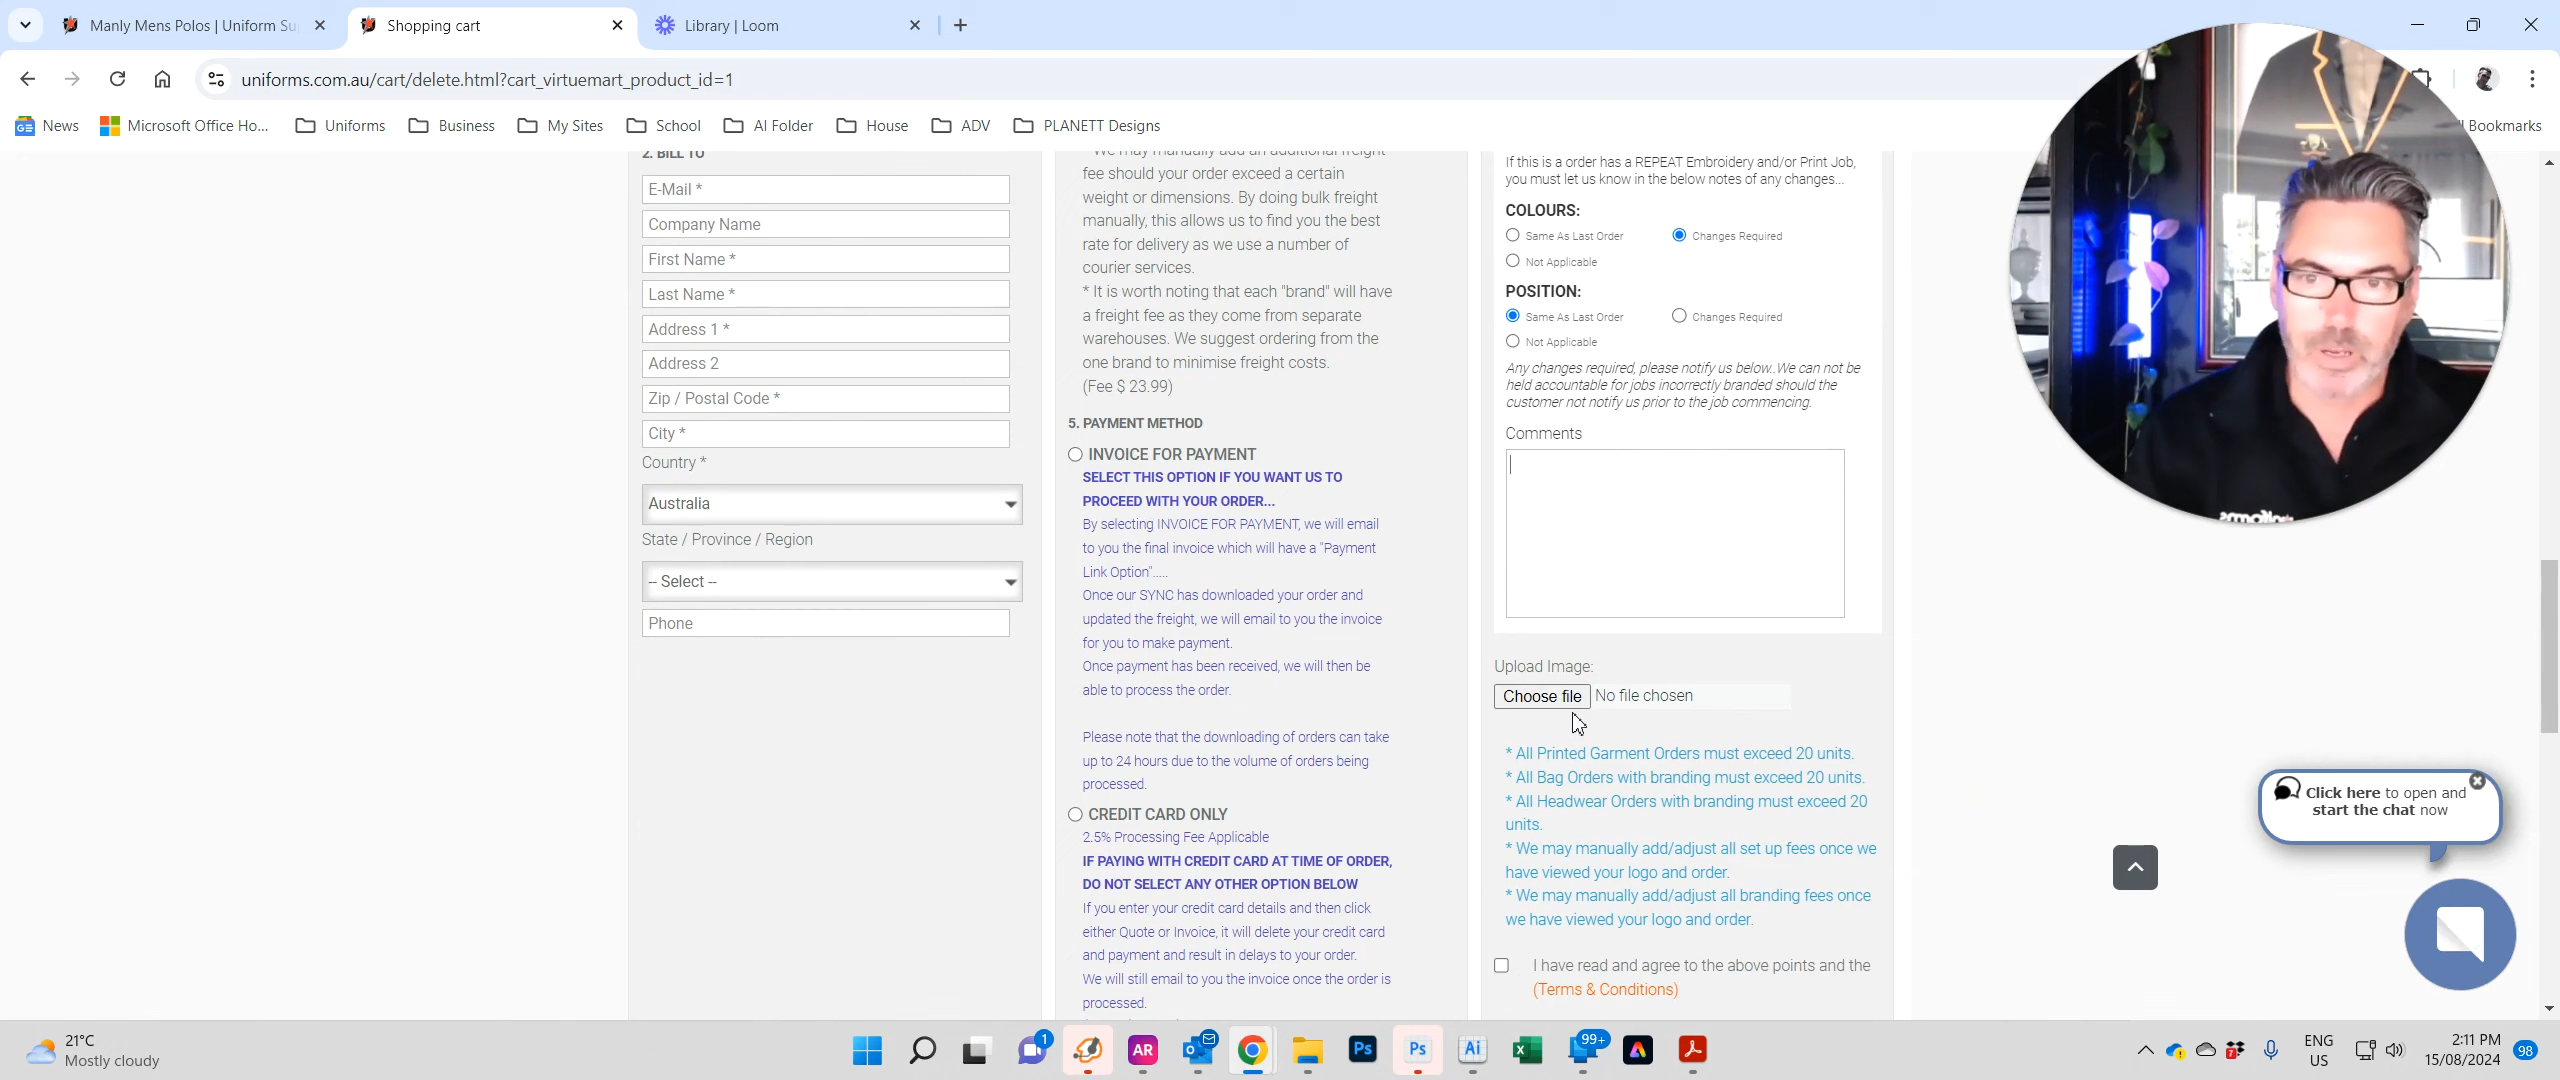 Manly Mens Polos | Uniform Su
Shopping cart
Library | Loom
uniforms.com.au/cart/delete.html?cart_virtuemart_product_id=1
News
Microsoft Office Ho...
Uniforms
Business
My Sites
School
AI Folder
House
ADV
PLANETT Designs
Bookmarks
2. BILL TO
E-Mail *
Company Name
First Name *
Last Name *
Address 1 *
Address 2
Zip / Postal Code *
City *
Country *
Australia
State / Province / Region
-- Select --
Phone
* We may manually add an additional freight
fee should your order exceed a certain
weight or dimensions. By doing bulk freight
manually, this allows us to find you the best
rate for delivery as we use a number of
courier services.
* It is worth noting that each "brand" will have
a freight fee as they come from separate
warehouses. We suggest ordering from the
one brand to minimise freight costs.
(Fee $ 23.99)
5. PAYMENT METHOD
INVOICE FOR PAYMENT
SELECT THIS OPTION IF YOU WANT US TO
PROCEED WITH YOUR ORDER...
By selecting INVOICE FOR PAYMENT, we will email
to you the final invoice which will have a "Payment
Link Option".....
Once our SYNC has downloaded your order and
updated the freight, we will email to you the invoice
for you to make payment.
Once payment has been received, we will then be
able to process the order.
Please note that the downloading of orders can take
up to 24 hours due to the volume of orders being
processed.
CREDIT CARD ONLY
2.5% Processing Fee Applicable
IF PAYING WITH CREDIT CARD AT TIME OF ORDER,
DO NOT SELECT ANY OTHER OPTION BELOW
If you enter your credit card details and then click
either Quote or Invoice, it will delete your credit card
and payment and result in delays to your order.
We will still email to you the invoice once the order is
processed.
If this is a order has a REPEAT Embroidery and/or Print Job,
you must let us know in the below notes of any changes...
COLOURS:
Same As Last Order
Changes Required
Not Applicable
POSITION:
Same As Last Order
Changes Required
Not Applicable
Any changes required, please notify us below..We can not be
held accountable for jobs incorrectly branded should the
customer not notify us prior to the job commencing.
Comments
Upload Image:
Choose file No file chosen
* All Printed Garment Orders must exceed 20 units.
* All Bag Orders with branding must exceed 20 units.
* All Headwear Orders with branding must exceed 20
units.
* We may manually add/adjust all set up fees once we
have viewed your logo and order.
* We may manually add/adjust all branding fees once
we have viewed your logo and order.
I have read and agree to the above points and the
(Terms & Conditions)
Click here to open and
start the chat now
21°C
Mostly cloudy
1
AR
Ps
Ps
Ai
99+
7
ENG
US
2:11 PM
15/08/2024
98